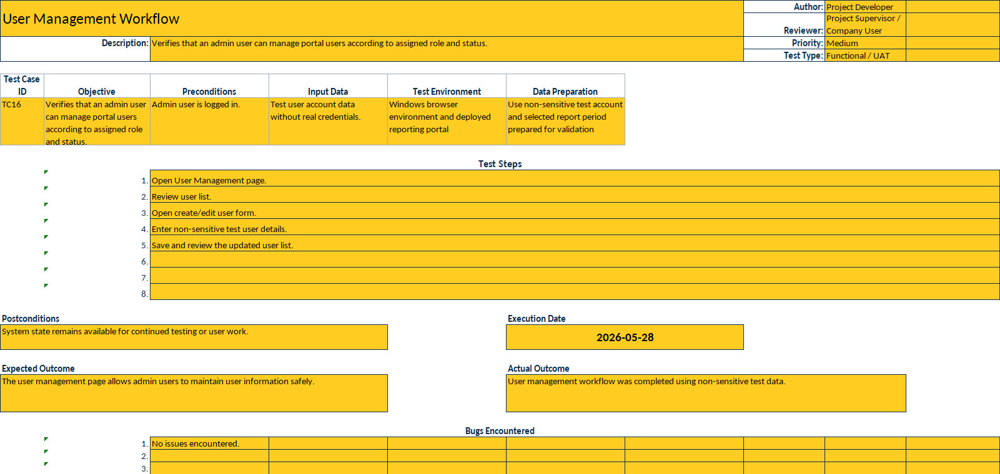 User Management Workflow
Author: Project Developer
Reviewer: Project Supervisor /
Company User
Description: Verifies that an admin user can manage portal users according to assigned role and status.
Priority: Medium
Test Type: Functional / UAT
Test Case
ID
Objective
Preconditions
Input Data
Test Environment
Data Preparation
TC16
Verifies that an admin user
can manage portal users
according to assigned role
and status.
Admin user is logged in.
Test user account data
without real credentials.
Windows browser
environment and deployed
reporting portal
Use non-sensitive test account
and selected report period
prepared for validation
Test Steps
1. Open User Management page.
2. Review user list.
3. Open create/edit user form.
4. Enter non-sensitive test user details.
5. Save and review the updated user list.
6.
7.
8.
Postconditions
System state remains available for continued testing or user work.
Execution Date
2026-05-28
Expected Outcome
The user management page allows admin users to maintain user information safely.
Actual Outcome
User management workflow was completed using non-sensitive test data.
Bugs Encountered
1. No issues encountered.
2.
3.